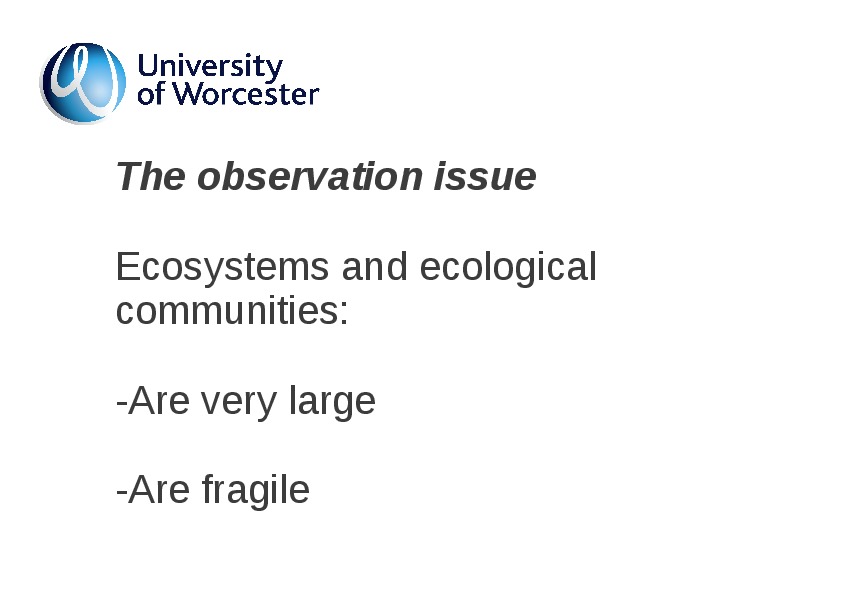 University
of Worcester
The observation issue
Ecosystems and ecological
communities:
-Are very large
-Are fragile